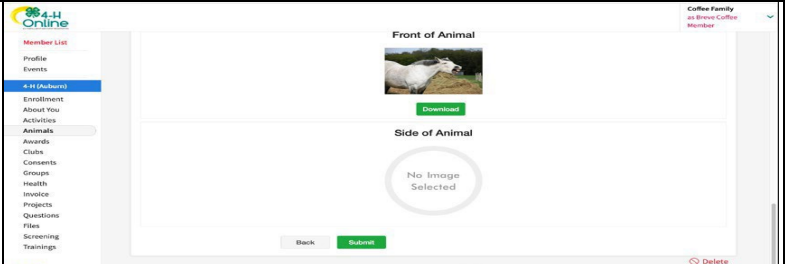 4-H
Online
Coffee Family
as Breve Coffee
Member
Member List
Profile
Events
4-H (Auburn)
Enrollment
About You
Activities
Animals
Awards
Clubs
Consents
Groups
Health
Invoice
Projects
Questions
Files
Screening
Trainings
Front of Animal
Download
Side of Animal
No Image
Selected
Back
Submit
Delete